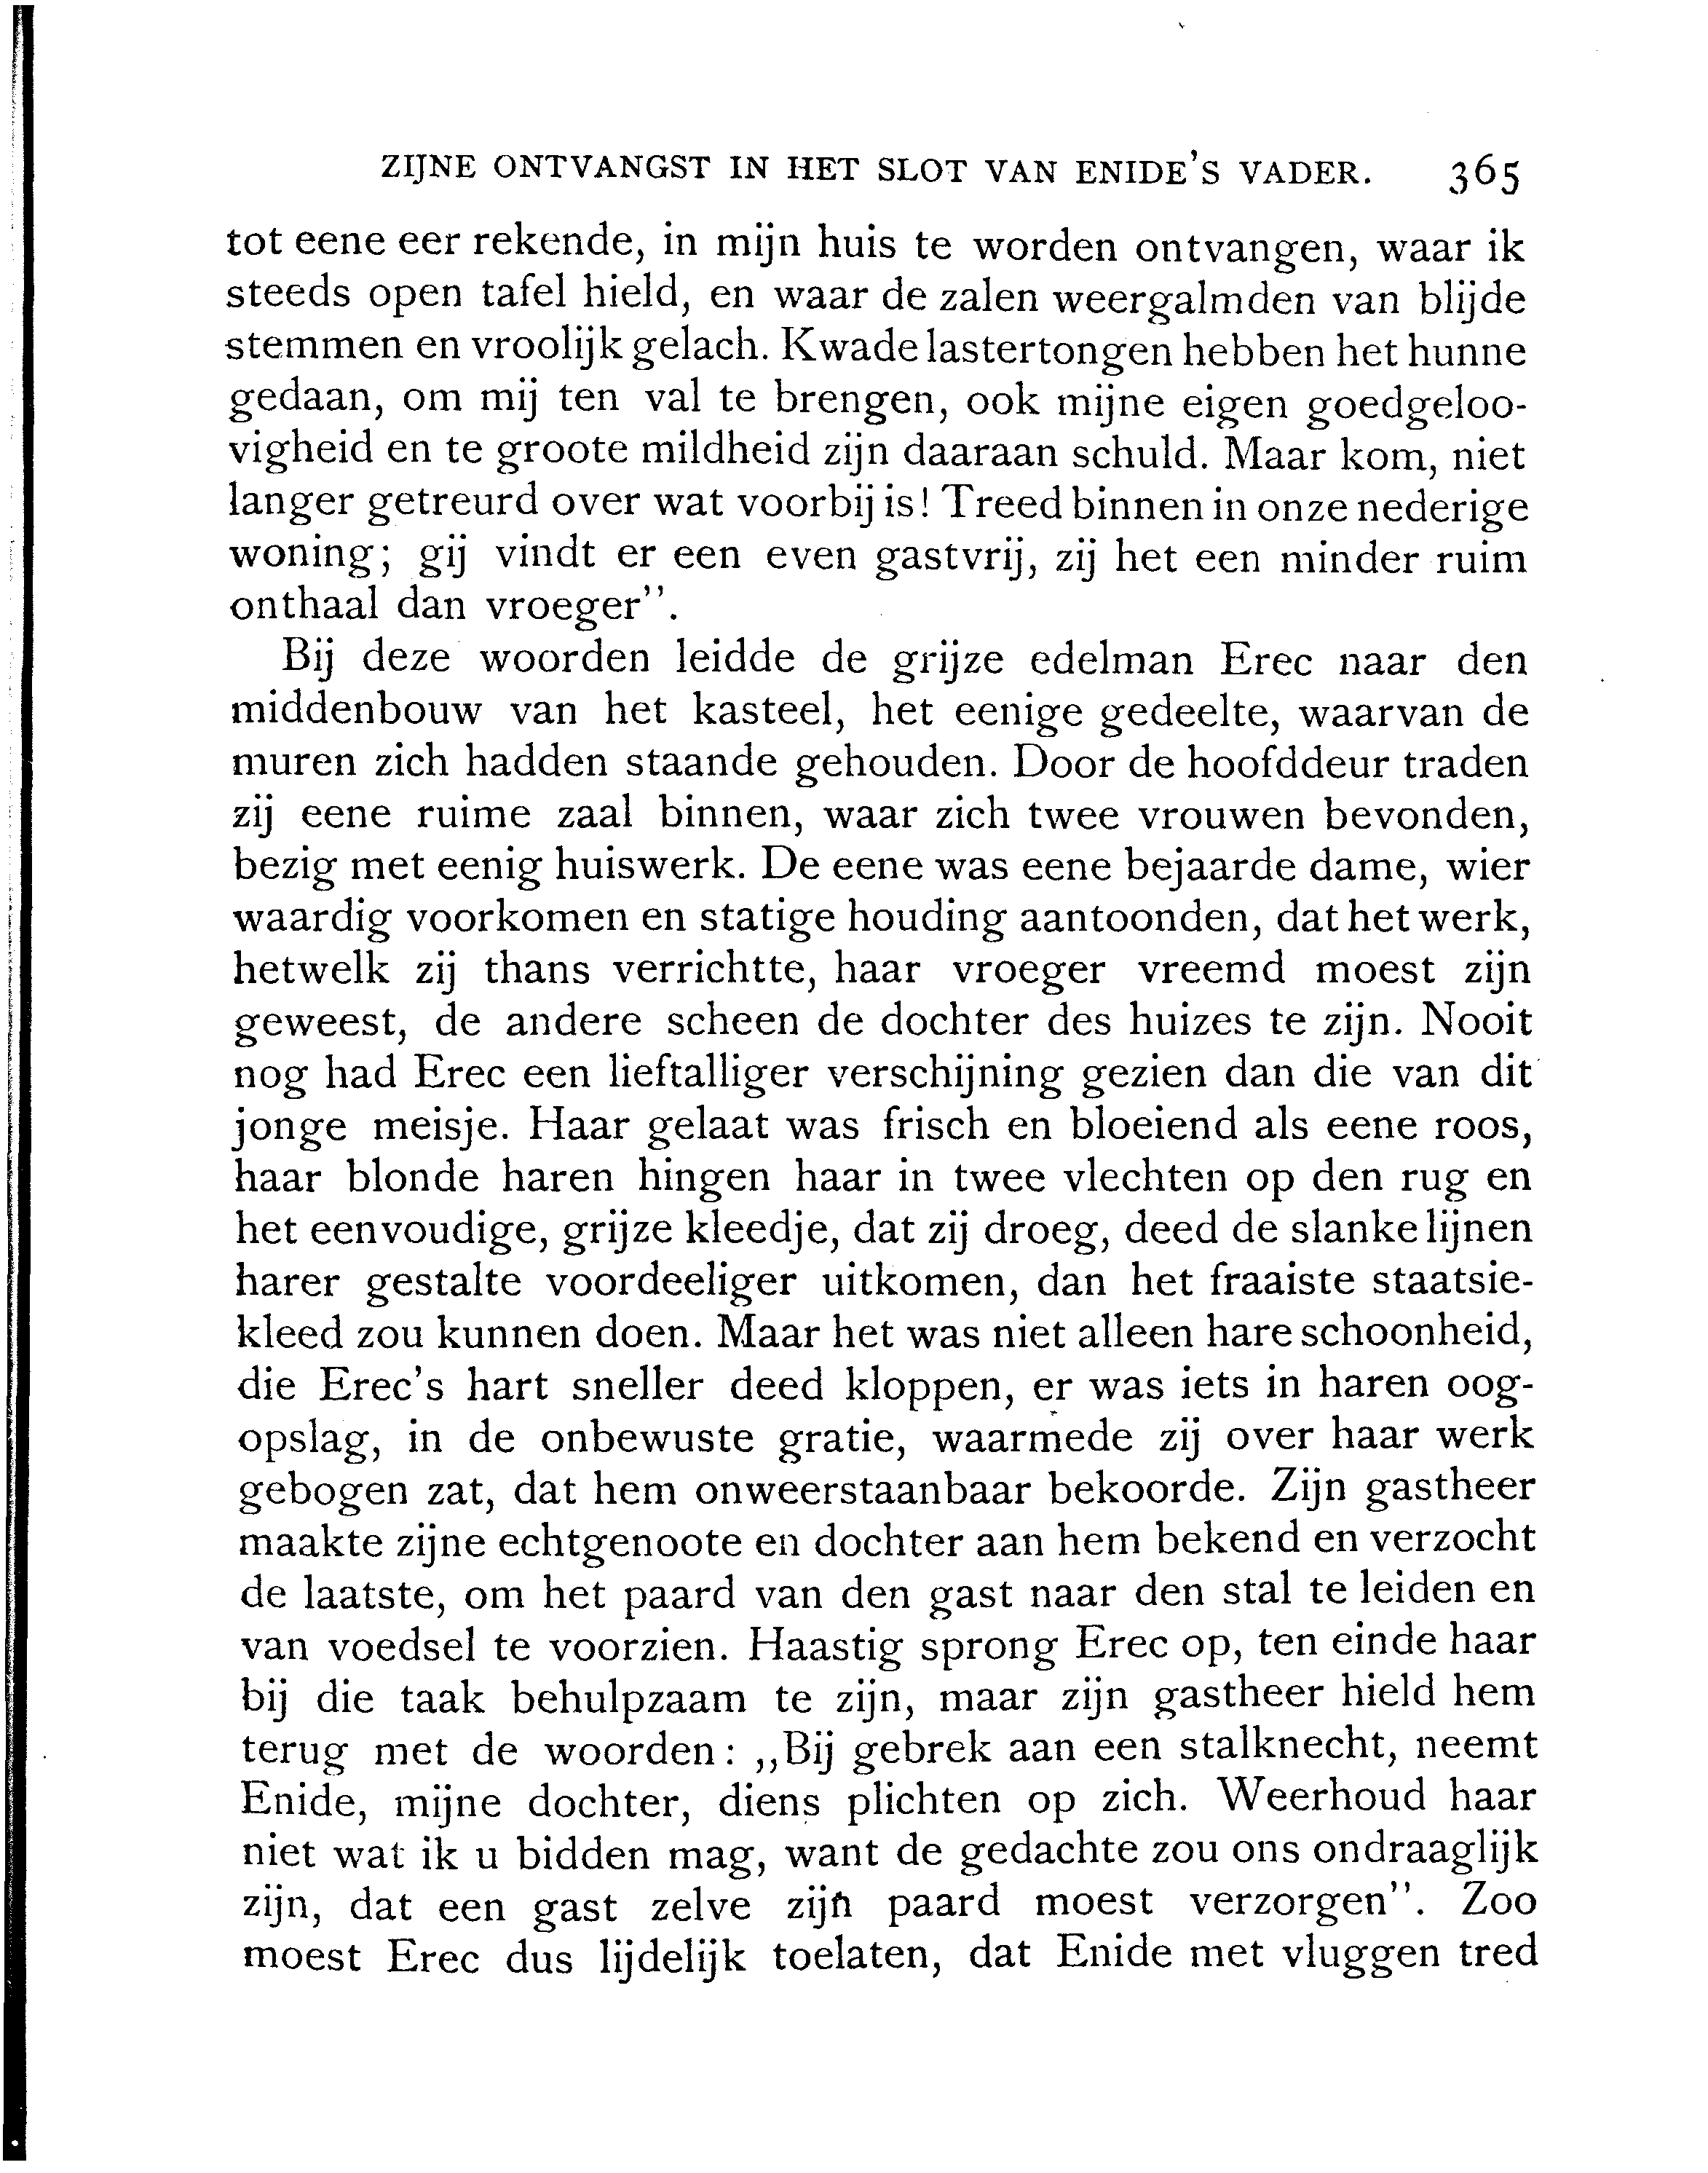 ZIJNE ONTVANGST IN HET SLOT VAN ENIDE'S VADER. 365
tot eene eer rekende, in mijn huis te worden ontvangen, waar ik
steeds open tafel hield, en waar de zalen weergalmden van blijde
stemmen en vroolijk gelach. Kwade lastertongen hebben het hunne
gedaan, om mij ten val te brengen, ook mijne eigen goedgeloo-
vigheid en te groote mildheid zijn daaraan schuld. Maar kom, niet
langer getreurd over wat voorbij is! Treed binnen in onze nederige
woning; gij vindt er een even gastvrij, zij het een minder ruim
onthaal dan vroeger".
Bij deze woorden leidde de grijze edelman Erec naar den
middenbouw van het kasteel, het eenige gedeelte, waarvan de
muren zich hadden staande gehouden. Door de hoofddeur traden
zij eene ruime zaal binnen, waar zich twee vrouwen bevonden,
bezig met eenig huiswerk. De eene was eene bejaarde dame, wier
waardig voorkomen en statige houding aantoonden, dat het werk,
hetwelk zij thans verrichtte, haar vroeger vreemd moest zijn
geweest, de andere scheen de dochter des huizes te zijn. Nooit
nog had Erec een lieftalliger verschijning gezien dan die van dit
jonge meisje. Haar gelaat was frisch en bloeiend als eene roos,
haar blonde haren hingen haar in twee vlechten op den rug en
het eenvoudige, grijze kleedje, dat zij droeg, deed de slanke lijnen
harer gestalte voordeeliger uitkomen, dan het fraaiste staatsie-
kleed zou kunnen doen. Maar het was niet alleen hare schoonheid,
die Erec's hart sneller deed kloppen, er was iets in haren oog-
opslag, in de onbewuste gratie, waarmede zij over haar werk
gebogen zat, dat hem onweerstaanbaar bekoorde. Zijn gastheer
maakte zijne echtgenoote en dochter aan hem bekend en verzocht
de laatste, om het paard van den gast naar den stal te leiden en
van voedsel te voorzien. Haastig sprong Erec op, ten einde haar
bij die taak behulpzaam te zijn, maar zijn gastheer hield hem
terug met de woorden: ,,Bij gebrek aan een stalknecht, neemt
Enide, mijne dochter, diens plichten op zich. Weerhoud haar
niet wat ik u bidden mag, want de gedachte zou ons ondraaglijk
zijn, dat een gast zelve zijn paard moest verzorgen". Zoo
moest Erec dus lijdelijk toelaten, dat Enide met vluggen tred